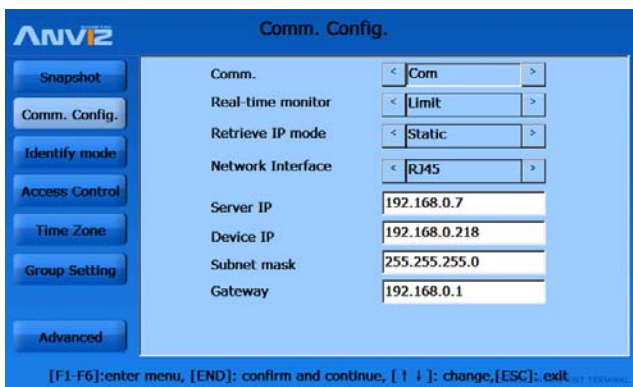 ANViZ
Comm. Config.
Snapshot
Comm. Config.
Identify mode
Access Control
Time Zone
Group Setting
Advanced
Comm. < Com >
Real-time monitor < Limit >
Retrieve IP mode < Static >
Network Interface < RJ45 >
Server IP 192.168.0.7
Device IP 192.168.0.218
Subnet mask 255.255.255.0
Gateway 192.168.0.1
[F1-F6]:enter menu, [END]: confirm and continue, [ ↑ ↓ ]: change,[ESC]: exit